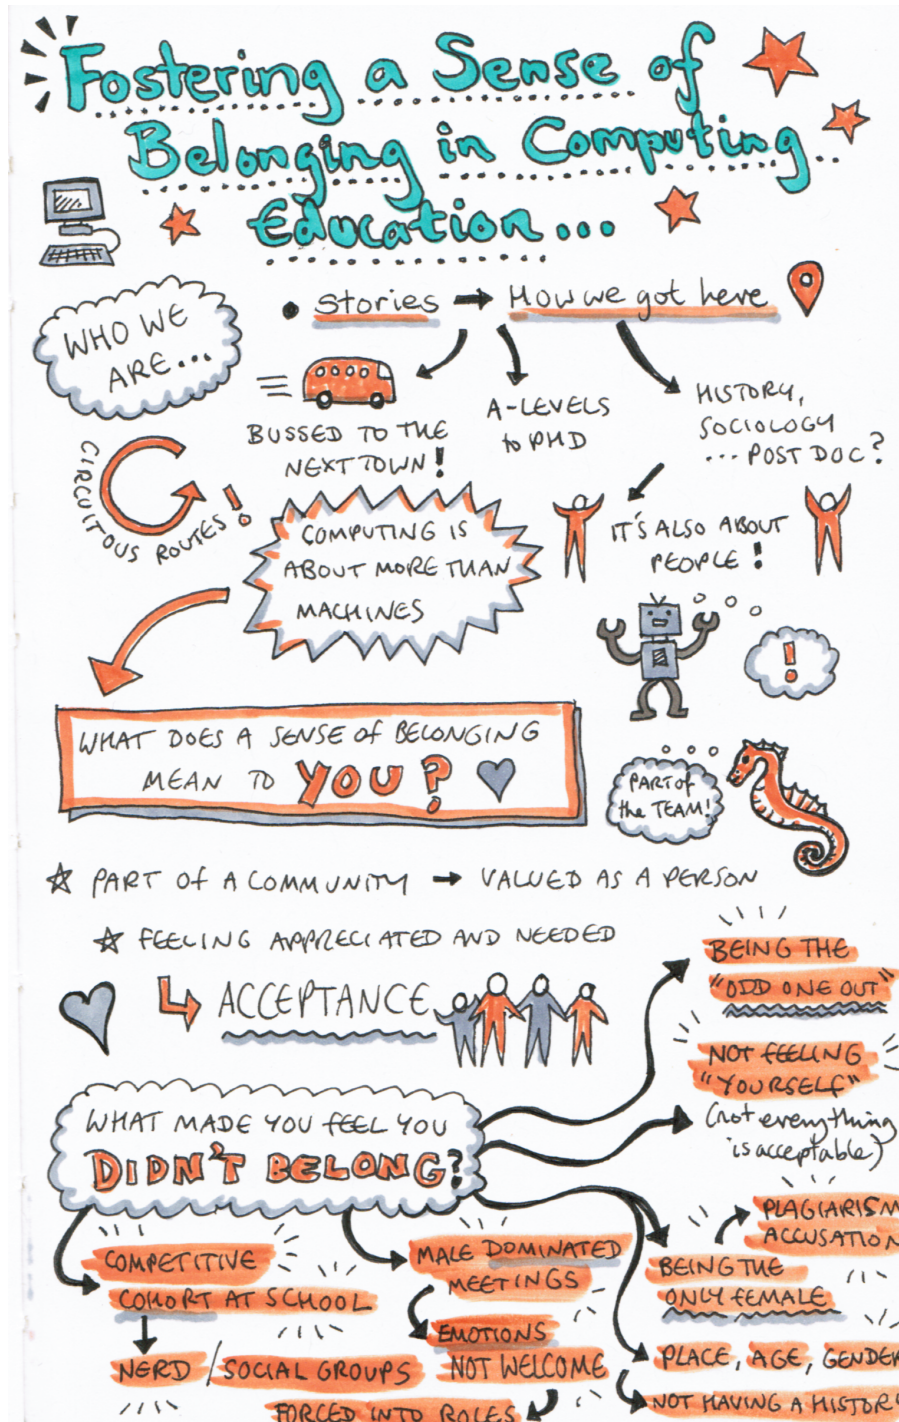 Fostering a Sense of
Belonging in Computing
Education...
WHO WE
ARE...
• Stories → How we got here
CIRCUITOUS ROUTES!
BUSSED TO THE
NEXT TOWN!
A-LEVELS
to PHD
HISTORY,
SOCIOLOGY
... POST DOC?
COMPUTING IS
ABOUT MORE THAN
MACHINES
IT'S ALSO ABOUT
PEOPLE!
!
WHAT DOES A SENSE of BELONGING
MEAN TO YOU?
PART of
the TEAM!
☆ PART OF A COMMUNITY → VALUED AS A PERSON
☆ FEELING APPRECIATED AND NEEDED
ACCEPTANCE
BEING THE
"ODD ONE OUT"
NOT FEELING
"YOURSELF"
(not everything
is acceptable)
WHAT MADE YOU FEEL YOU
DIDN'T BELONG?
COMPETITIVE
COHORT AT SCHOOL
NERD / SOCIAL GROUPS
MALE DOMINATED
MEETINGS
EMOTIONS
NOT WELCOME
FORCED INTO ROLES
PLAGIARISM
ACCUSATION
BEING THE
ONLY FEMALE
PLACE, AGE, GENDER
NOT HAVING A HISTORY